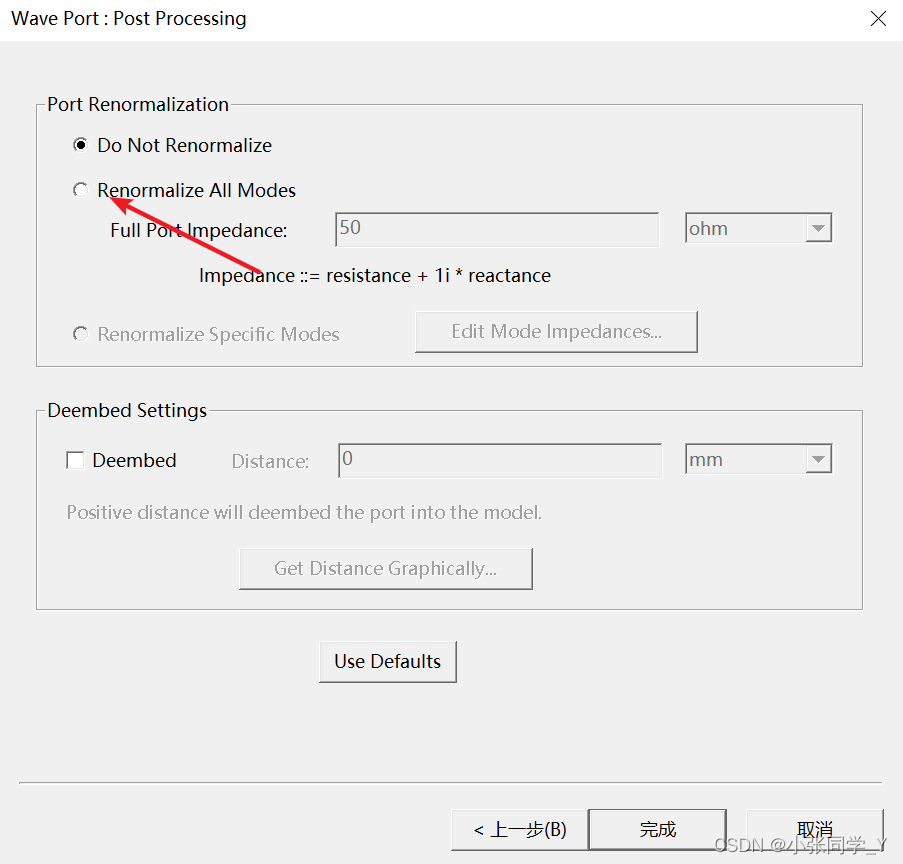 Wave Port : Post Processing
Port Renormalization
Do Not Renormalize
Renormalize All Modes
Full Port Impedance: 50 ohm
Impedance ::= resistance + 1i * reactance
Renormalize Specific Modes Edit Mode Impedances...
Deembed Settings
Deembed Distance: 0 mm
Positive distance will deembed the port into the model.
Get Distance Graphically...
Use Defaults
< 上一步(B) 完成 取消
CSDN @小张同学_Y